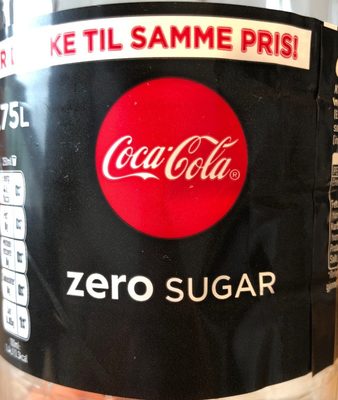 KE TIL SAMME PRIS!
.75L
Coca-Cola®
zero SUGAR